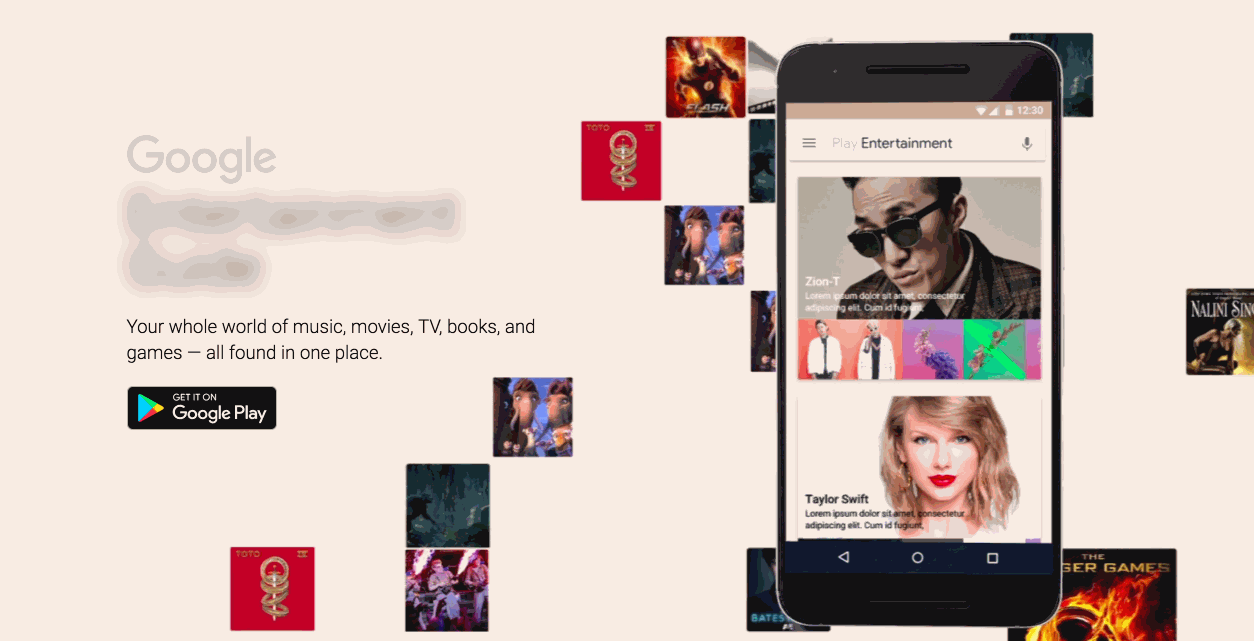 Google
Your whole world of music, movies, TV, books, and
games — all found in one place.
GET IT ON
Google Play
FLASH
TOTO IV
12:30
Play Entertainment
Zion-T
Lorem ipsum dolor sit amet, consectetur
adipiscing elit. Cum id fugiunt,
Taylor Swift
Lorem ipsum dolor sit amet, consectetur
adipiscing elit. Cum id fugiunt,
NALINI SIN
TOTO IV
BATES
THE
GER GAMES